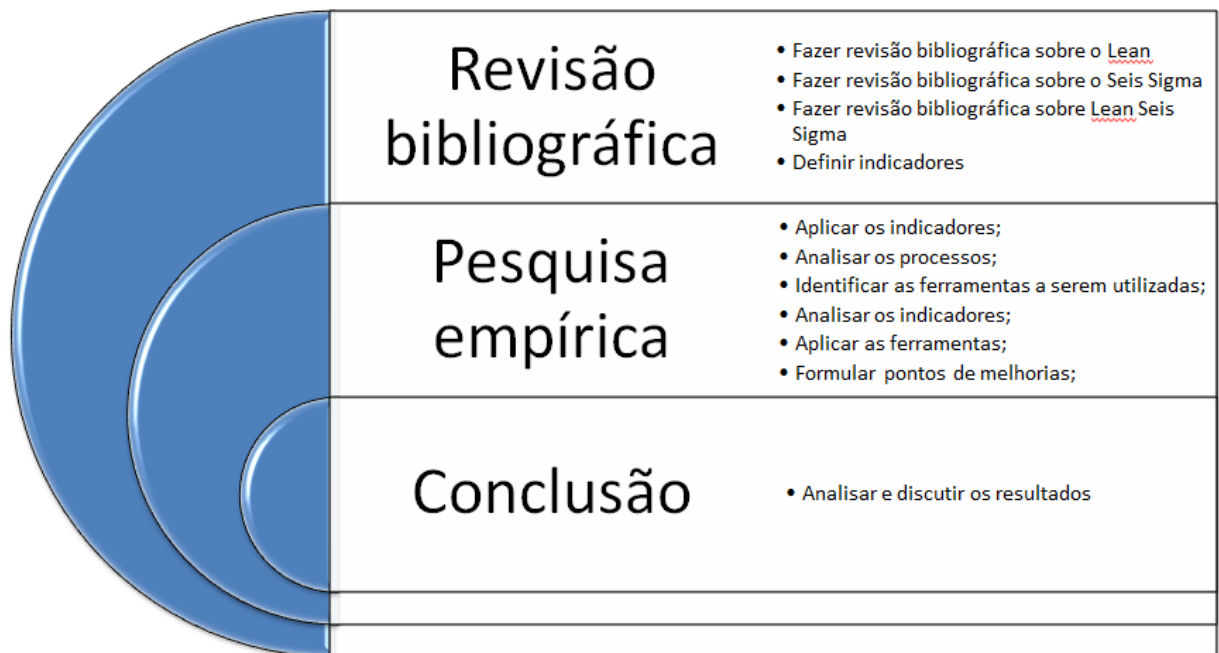 Revisão
bibliográfica
• Fazer revisão bibliográfica sobre o Lean
• Fazer revisão bibliográfica sobre o Seis Sigma
• Fazer revisão bibliográfica sobre Lean Seis
Sigma
• Definir indicadores
Pesquisa
empírica
• Aplicar os indicadores;
• Analisar os processos;
• Identificar as ferramentas a serem utilizadas;
• Analisar os indicadores;
• Aplicar as ferramentas;
• Formular pontos de melhorias;
Conclusão
• Analisar e discutir os resultados